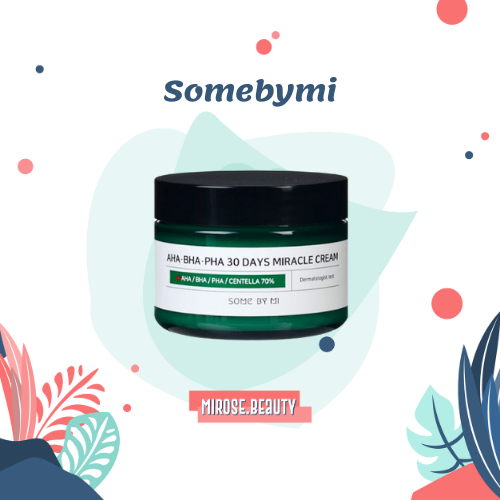 Somebymi
AHA·BHA·PHA 30 DAYS MIRACLE CREAM
AHA / BHA / PHA / CENTELLA 70%
Dermatologist test
SOME BY MI
MIROSE.BEAUTY